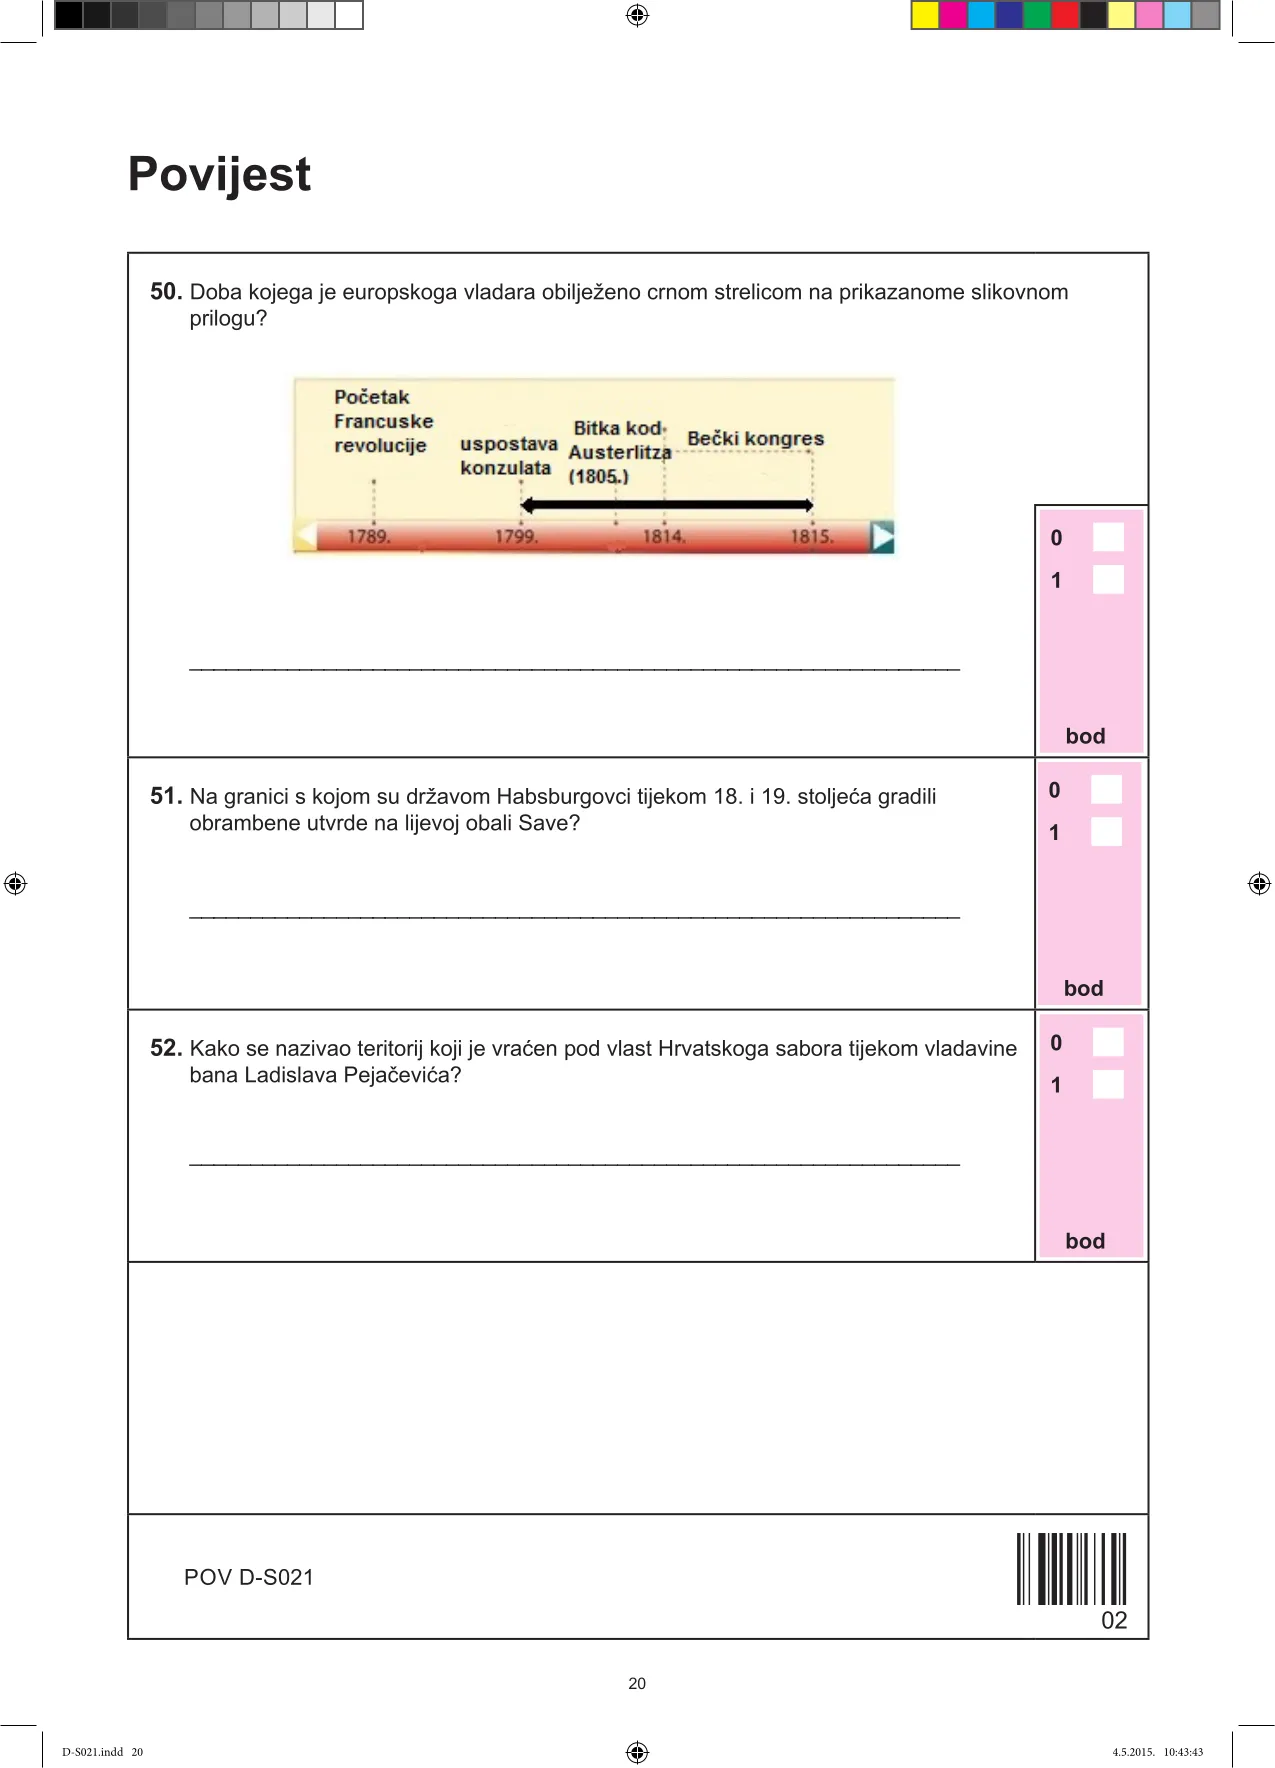 Povijest
50. Doba kojega je europskoga vladara obilježeno crnom strelicom na prikazanome slikovnom
prilogu?
Početak
Francuske
revolucije
uspostava
konzulata
Bitka kod
Austerlitza
(1805.)
Bečki kongres
1789.
1799.
1814.
1815.
0
1
bod
51. Na granici s kojom su državom Habsburgovci tijekom 18. i 19. stoljeća gradili
obrambene utvrde na lijevoj obali Save?
0
1
bod
52. Kako se nazivao teritorij koji je vraćen pod vlast Hrvatskoga sabora tijekom vladavine
bana Ladislava Pejačevića?
0
1
bod
POV D-S021
02
20
D-S021.indd 20
4.5.2015. 10:43:43